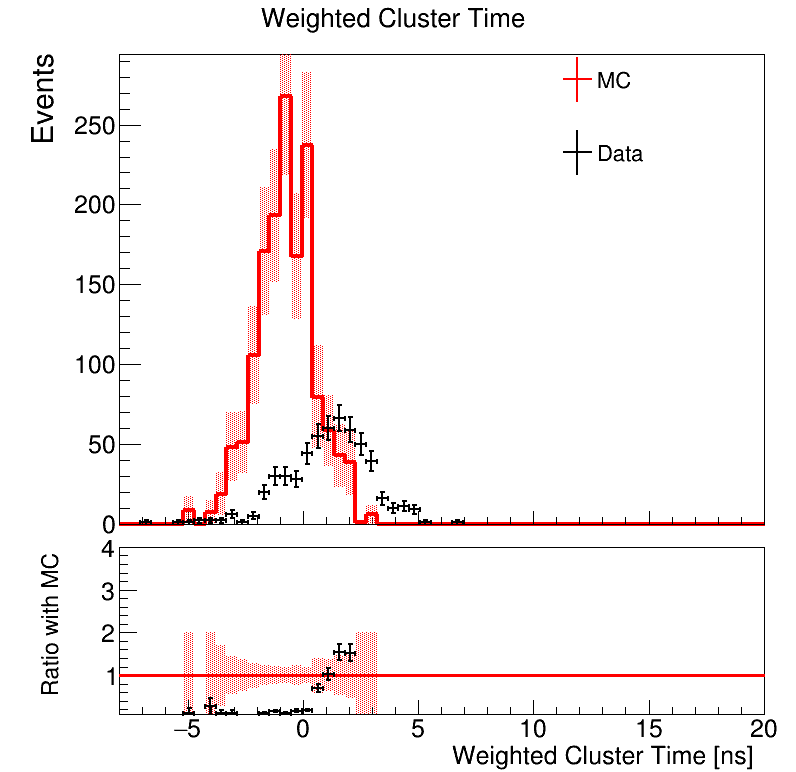 Weighted Cluster Time
Events
250
200
150
100
50
0
MC
Data
Ratio with MC
4
3
2
1
−5 0 5 10 15 20
Weighted Cluster Time [ns]